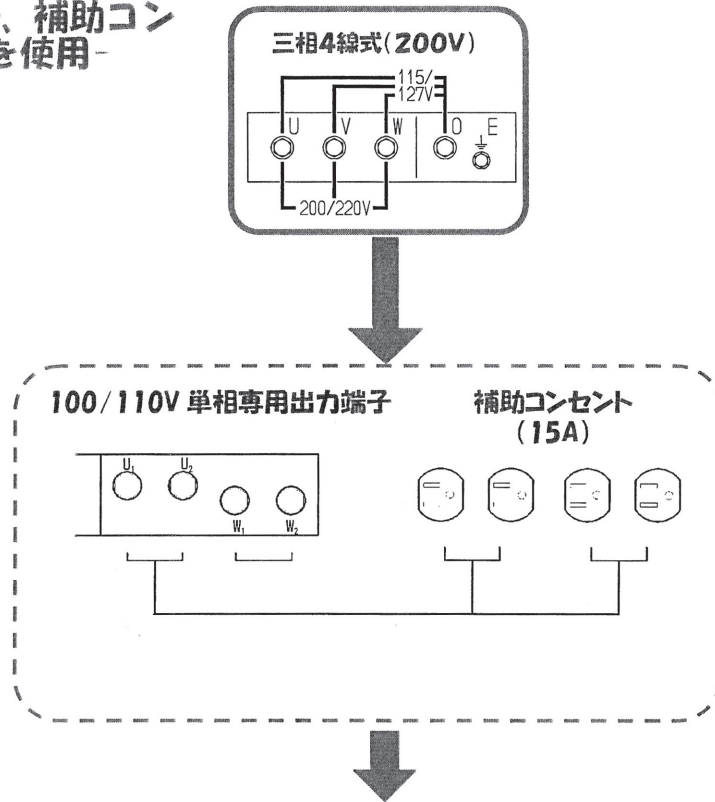 、補助コン
を使用-
三相4線式(200V)
115/
127V
U V W O E
200/220V
100/110V 単相専用出力端子
補助コンセント
(15A)
U₁ U₂
W₁ W₂